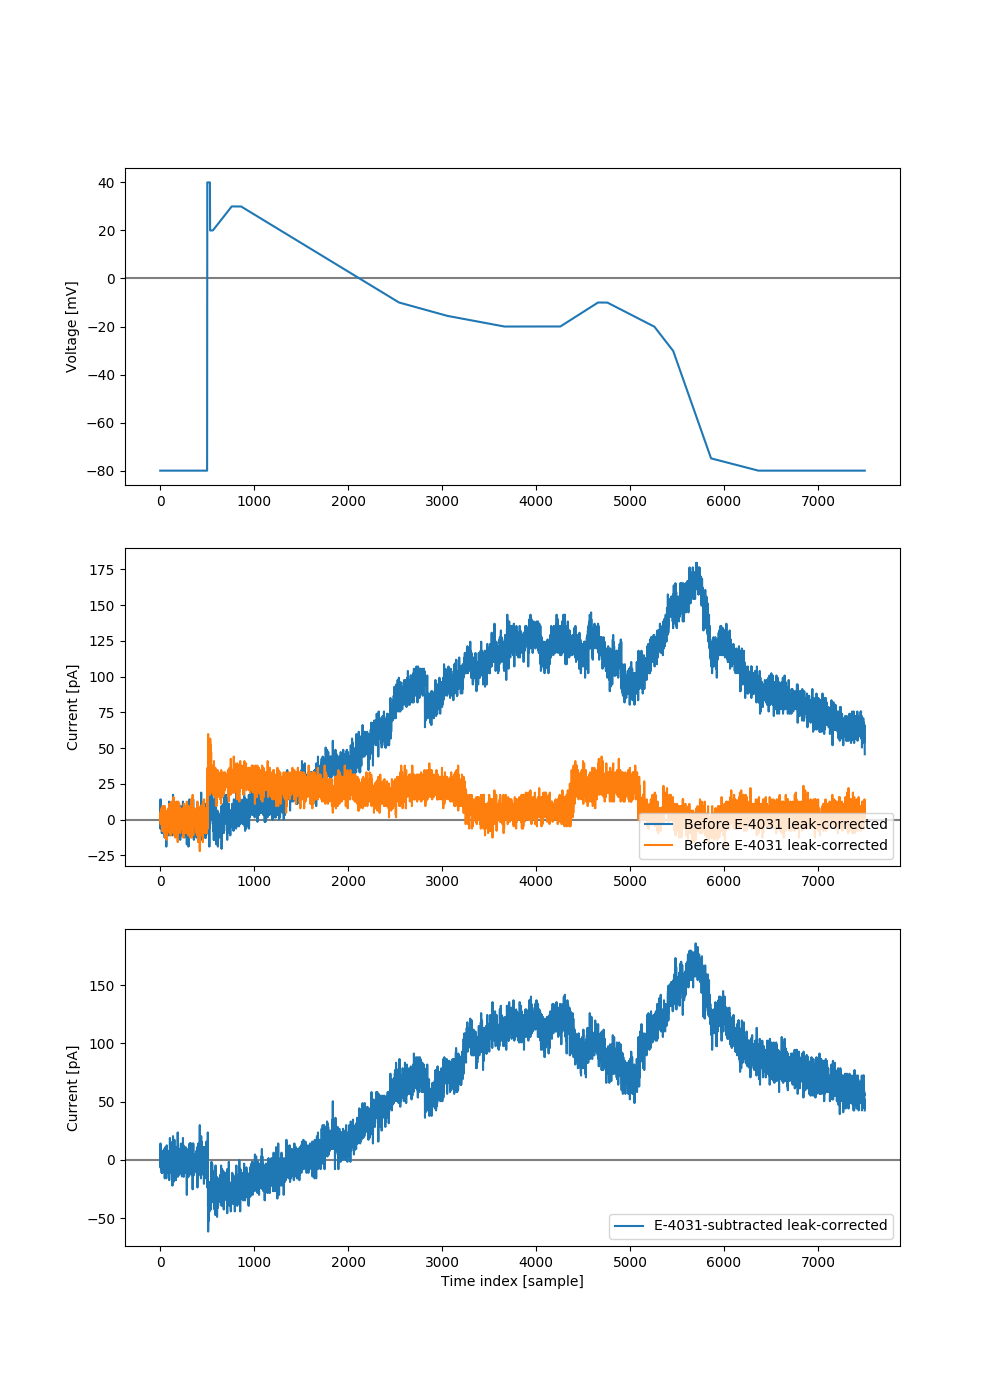 40
20
0
−20
−40
−60
−80
Voltage [mV]
0 1000 2000 3000 4000 5000 6000 7000
175
150
125
100
75
50
25
0
−25
Current [pA]
Before E-4031 leak-corrected
Before E-4031 leak-corrected
0 1000 2000 3000 4000 5000 6000 7000
150
100
50
0
−50
Current [pA]
E-4031-subtracted leak-corrected
0 1000 2000 3000 4000 5000 6000 7000
Time index [sample]